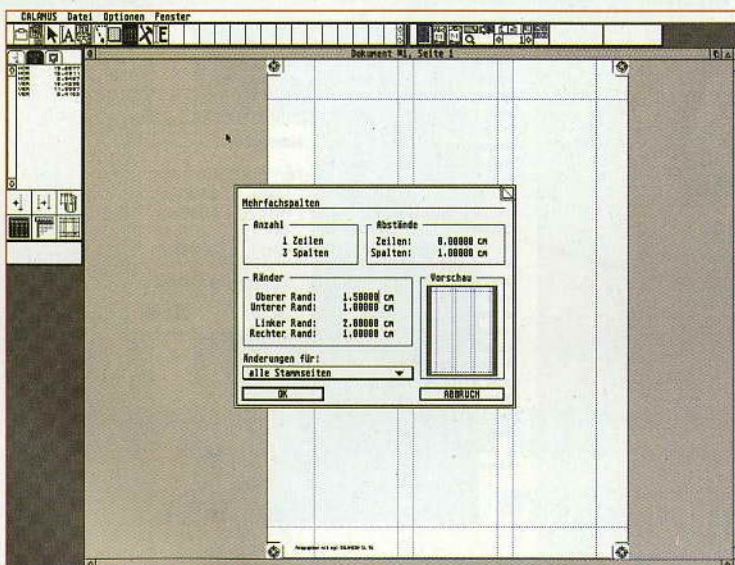 CALAMUS Datei Optionen Fenster
E
1
Dokument #1, Seite 1
Mehrfachspalten
Anzahl
1 Zeilen
3 Spalten
Abstände
Zeilen: 0.00000 cm
Spalten: 1.00000 cm
Ränder
Oberer Rand: 1.50000 cm
Unterer Rand: 1.00000 cm
Linker Rand: 2.00000 cm
Rechter Rand: 1.00000 cm
Vorschau
Änderungen für:
alle Stammseiten
OK
ABBRUCH